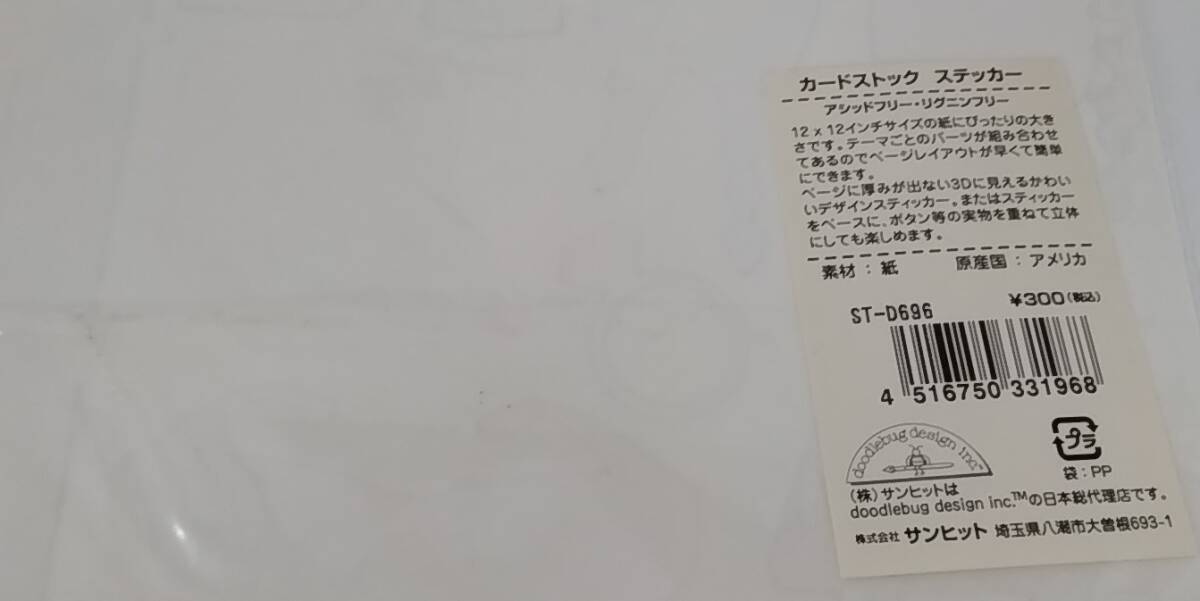 カードストック ステッカー
アシッドフリー・リグニンフリー
12 x 12インチサイズの紙にぴったりの大き
さです。テーマごとのパーツが組み合わせ
てあるのでページレイアウトが早くて簡単
にできます。
ページに厚みが出ない3Dに見えるかわい
いデザインスティッカー。またはスティッカー
をベースに、ボタン等の実物を重ねて立体
にしても楽しめます。
素材:紙 原産国:アメリカ
ST-D696 ¥300(税込)
4 516750 331968
doodlebug design inc.™
プラ
袋:PP
(株)サンヒットは
doodlebug design inc.™の日本総代理店です。
株式会社 サンヒット 埼玉県八潮市大曽根693-1